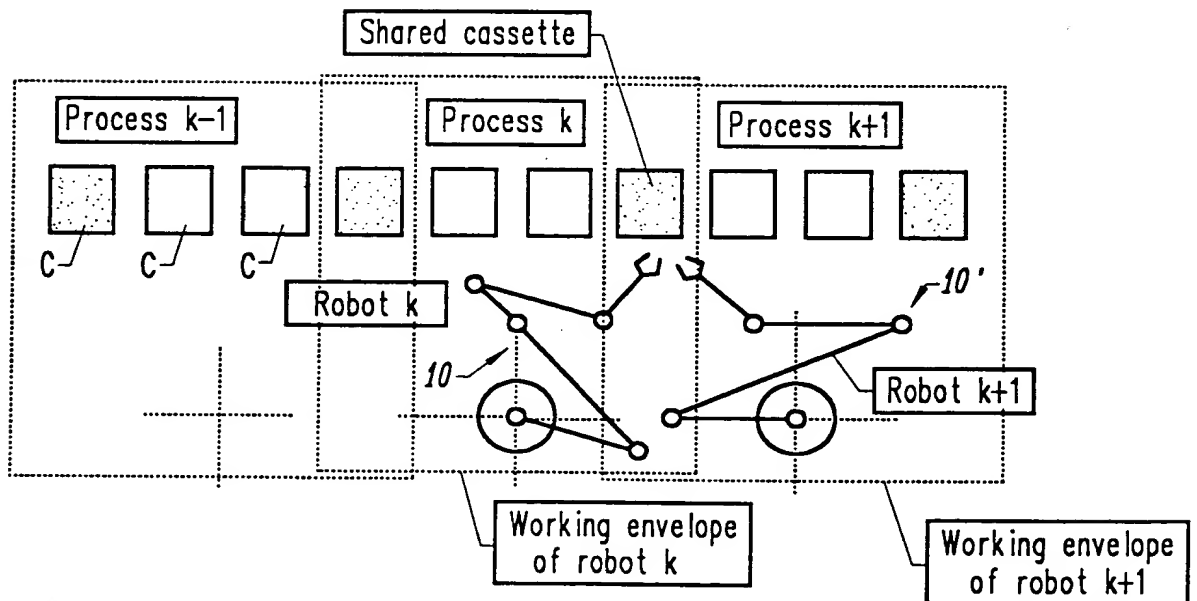 Shared cassette
Process k-1
Process k
Process k+1
C
C
C
Robot k
10'
10
Robot k+1
Working envelope
of robot k
Working envelope
of robot k+1